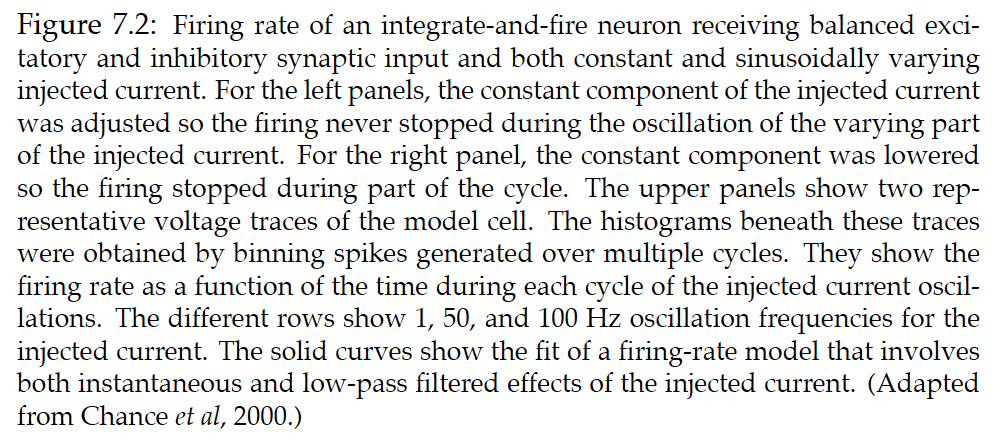 Figure 7.2: Firing rate of an integrate-and-fire neuron receiving balanced exci-
tatory and inhibitory synaptic input and both constant and sinusoidally varying
injected current. For the left panels, the constant component of the injected current
was adjusted so the firing never stopped during the oscillation of the varying part
of the injected current. For the right panel, the constant component was lowered
so the firing stopped during part of the cycle. The upper panels show two rep-
resentative voltage traces of the model cell. The histograms beneath these traces
were obtained by binning spikes generated over multiple cycles. They show the
firing rate as a function of the time during each cycle of the injected current oscil-
lations. The different rows show 1, 50, and 100 Hz oscillation frequencies for the
injected current. The solid curves show the fit of a firing-rate model that involves
both instantaneous and low-pass filtered effects of the injected current. (Adapted
from Chance et al, 2000.)